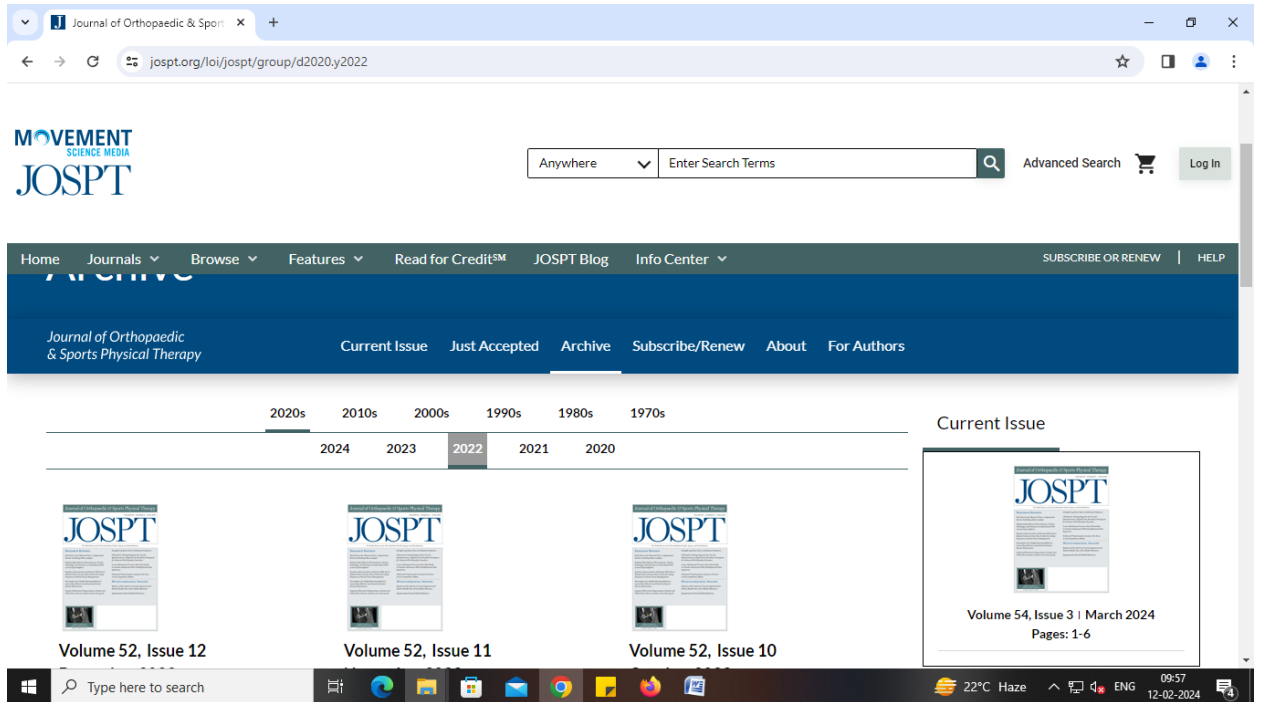 Journal of Orthopaedic & Sport
jospt.org/loi/jospt/group/d2020.y2022
MOVEMENT
SCIENCE MEDIA
JOSPT
Anywhere Enter Search Terms Advanced Search Log In
Home Journals Browse Features Read for Credit℠ JOSPT Blog Info Center SUBSCRIBE OR RENEW | HELP
Archive
Journal of Orthopaedic
& Sports Physical Therapy
Current Issue Just Accepted Archive Subscribe/Renew About For Authors
2020s 2010s 2000s 1990s 1980s 1970s
2024 2023 2022 2021 2020
Current Issue
JOSPT JOSPT JOSPT
JOSPT
Volume 54, Issue 3 | March 2024
Pages: 1-6
Volume 52, Issue 12 Volume 52, Issue 11 Volume 52, Issue 10
Type here to search 22°C Haze ENG 09:57
12-02-2024
4